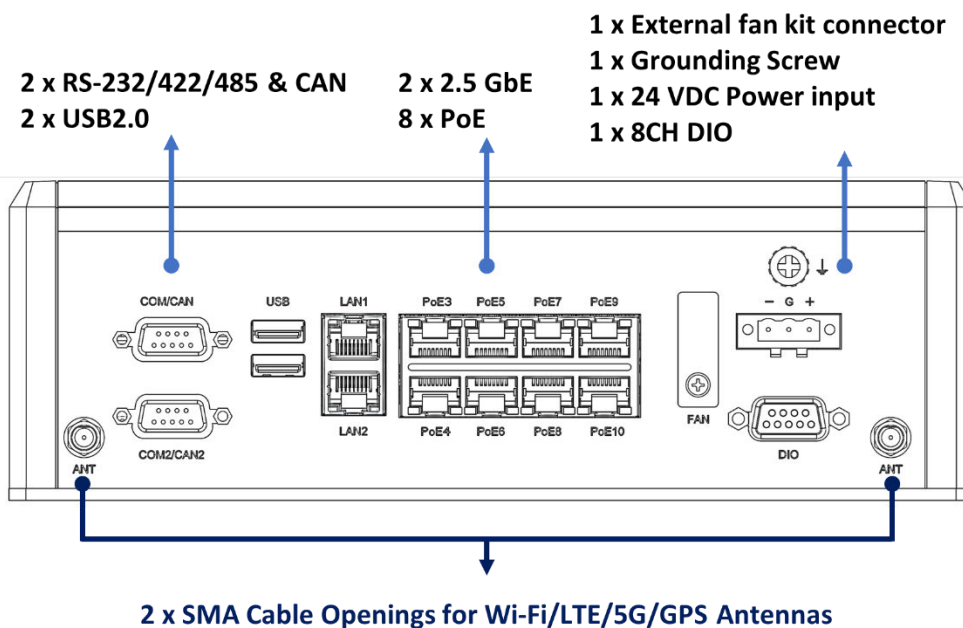 1 x External fan kit connector
1 x Grounding Screw
1 x 24 VDC Power input
1 x 8CH DIO
2 x RS-232/422/485 & CAN
2 x USB2.0
2 x 2.5 GbE
8 x PoE
COM/CAN
USB
LAN1
PoE3 PoE5 PoE7 PoE9
− G +
COM2/CAN2
LAN2
PoE4 PoE6 PoE8 PoE10
FAN
DIO
ANT
ANT
2 x SMA Cable Openings for Wi-Fi/LTE/5G/GPS Antennas